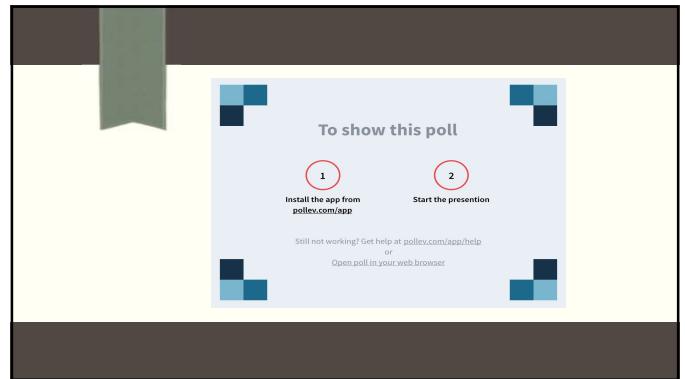 To show this poll
1
2
Install the app from
pollev.com/app
Start the presention
Still not working? Get help at pollev.com/app/help
or
Open poll in your web browser